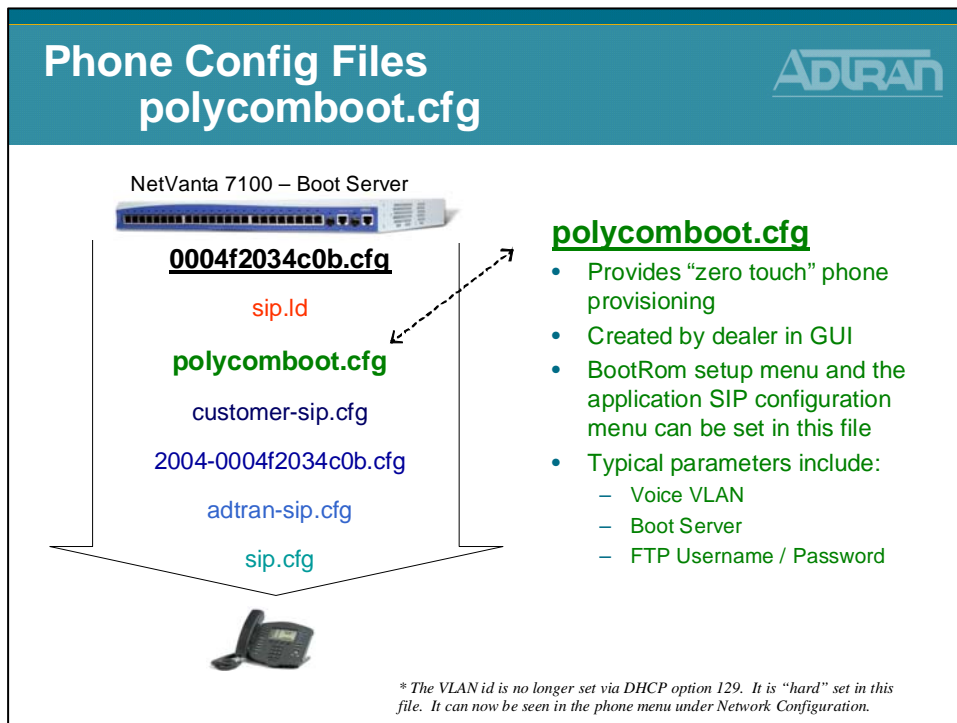 Phone Config Files
polycomboot.cfg
ADTRAN
NetVanta 7100 – Boot Server
0004f2034c0b.cfg
sip.ld
polycomboot.cfg
customer-sip.cfg
2004-0004f2034c0b.cfg
adtran-sip.cfg
sip.cfg
polycomboot.cfg
• Provides “zero touch” phone
provisioning
• Created by dealer in GUI
• BootRom setup menu and the
application SIP configuration
menu can be set in this file
• Typical parameters include:
– Voice VLAN
– Boot Server
– FTP Username / Password
* The VLAN id is no longer set via DHCP option 129. It is “hard” set in this
file. It can now be seen in the phone menu under Network Configuration.